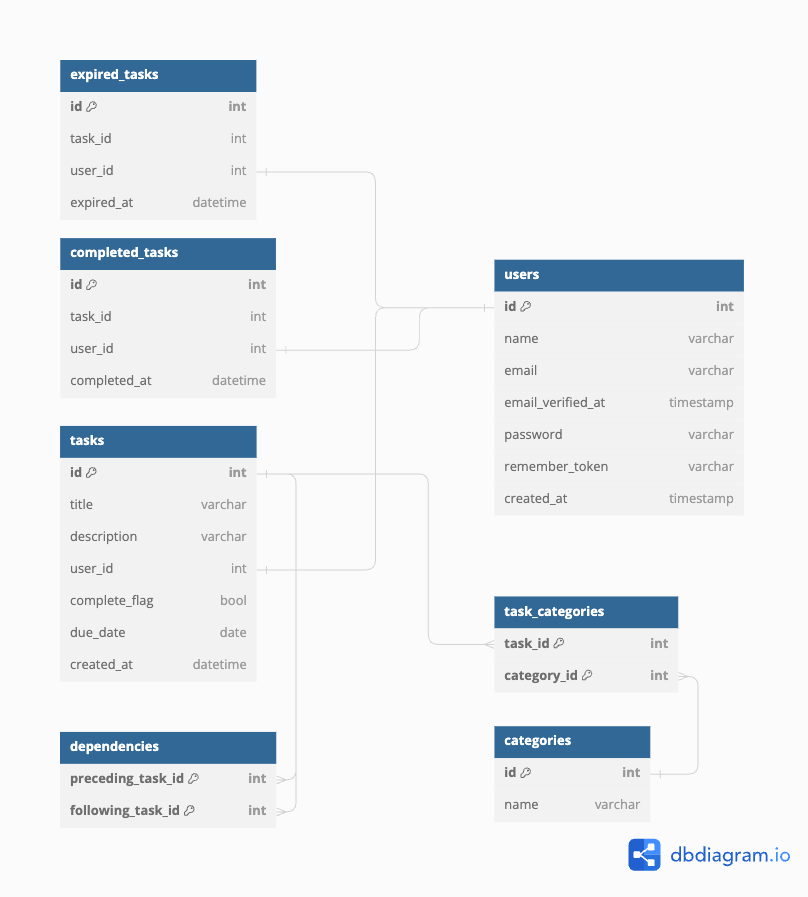 expired_tasks
id int
task_id int
user_id int
expired_at datetime
completed_tasks
id int
task_id int
user_id int
completed_at datetime
tasks
id int
title varchar
description varchar
user_id int
complete_flag bool
due_date date
created_at datetime
dependencies
preceding_task_id int
following_task_id int
users
id int
name varchar
email varchar
email_verified_at timestamp
password varchar
remember_token varchar
created_at timestamp
task_categories
task_id int
category_id int
categories
id int
name varchar
dbdiagram.io